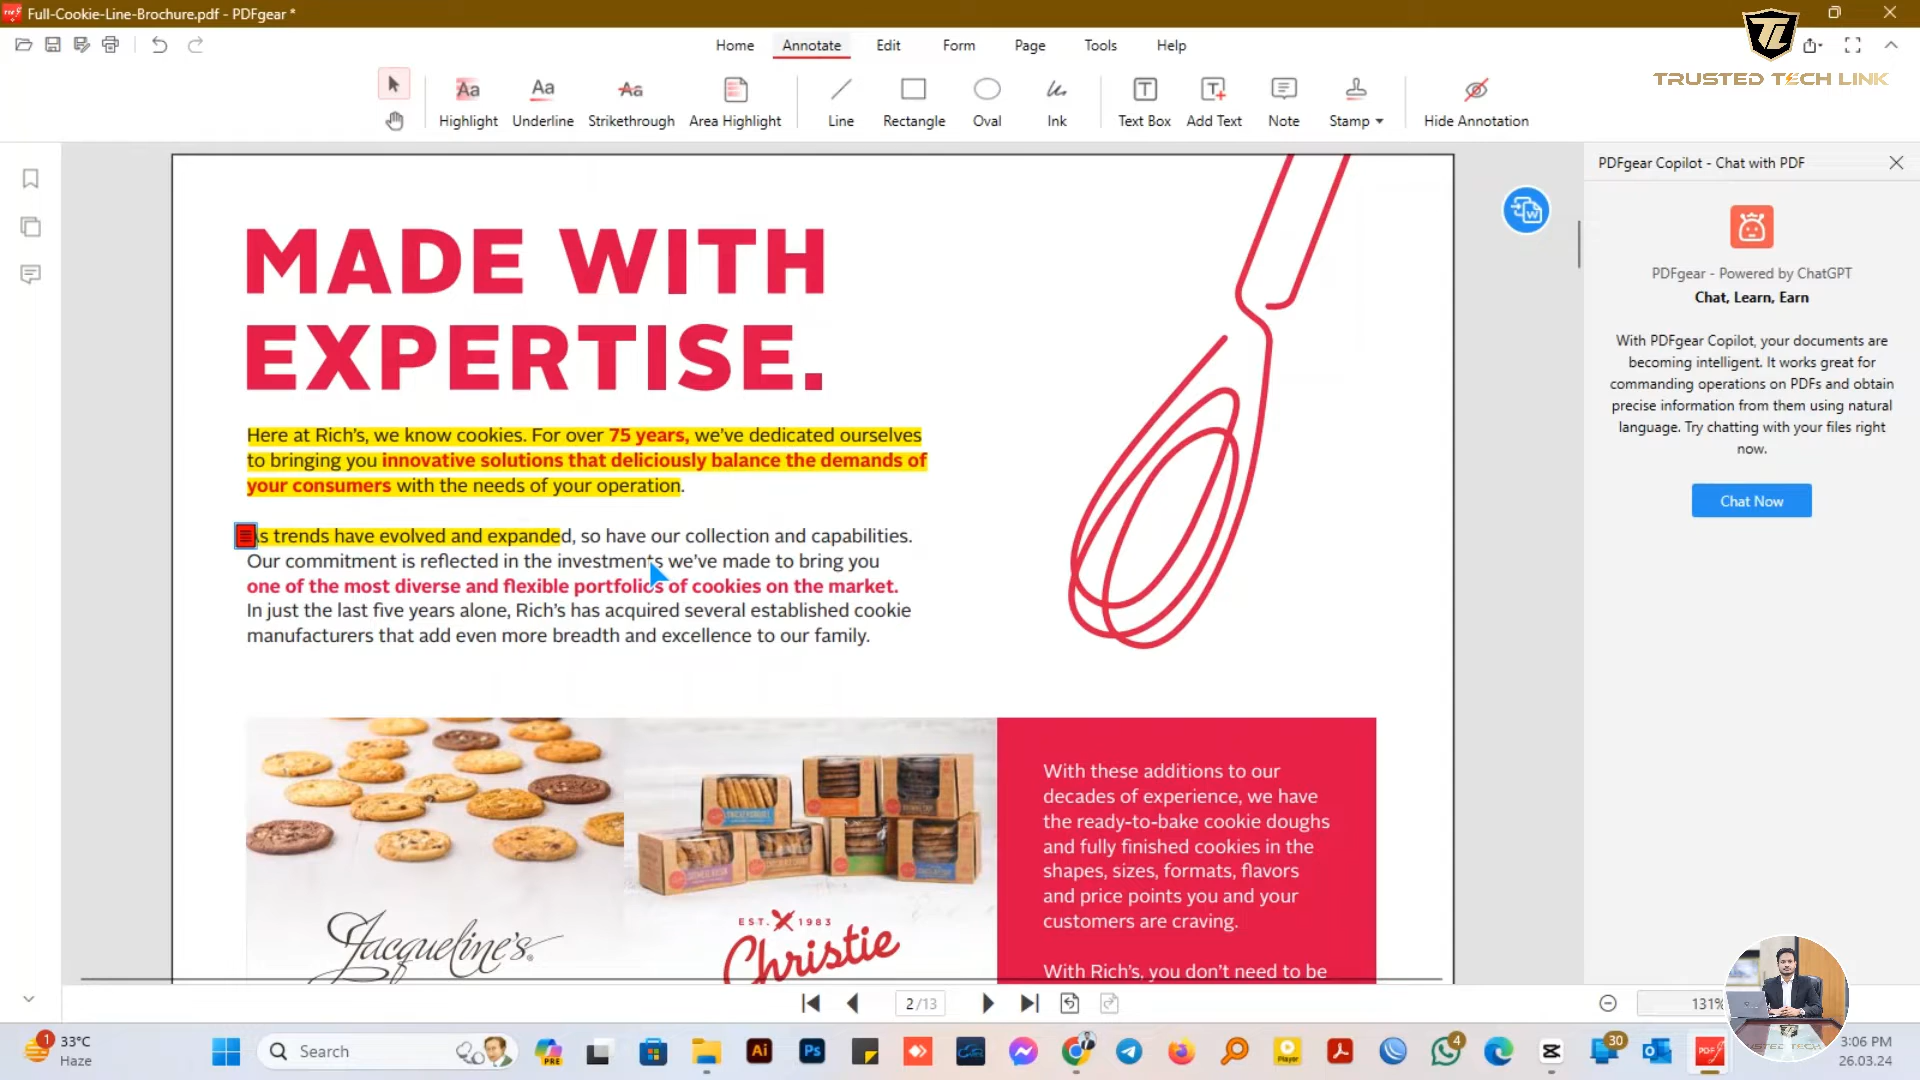 Full-Cookie-Line-Brochure.pdf - PDFgear *
Home
Annotate
Edit
Form
Page
Tools
Help
TRUSTED TECH LINK
Aa
Aa
Aa
Highlight
Underline
Strikethrough
Area Highlight
Line
Rectangle
Oval
Ink
Text Box
Add Text
Note
Stamp
Hide Annotation
PDFgear Copilot - Chat with PDF
PDFgear - Powered by ChatGPT
Chat, Learn, Earn
With PDFgear Copilot, your documents are
becoming intelligent. It works great for
commanding operations on PDFs and obtain
precise information from them using natural
language. Try chatting with your files right
now.
Chat Now
MADE WITH
EXPERTISE.
Here at Rich's, we know cookies. For over 75 years, we've dedicated ourselves
to bringing you innovative solutions that deliciously balance the demands of
your consumers with the needs of your operation.
As trends have evolved and expanded, so have our collection and capabilities.
Our commitment is reflected in the investments we've made to bring you
one of the most diverse and flexible portfolios of cookies on the market.
In just the last five years alone, Rich's has acquired several established cookie
manufacturers that add even more breadth and excellence to our family.
Jacqueline's
EST. 1983
Christie
With these additions to our
decades of experience, we have
the ready-to-bake cookie doughs
and fully finished cookies in the
shapes, sizes, formats, flavors
and price points you and your
customers are craving.
With Rich's, you don't need to be
2/13
131%
1
33°C
Haze
Search
PRE
Ai
Ps
Player
4
30
PDF
3:06 PM
26.03.24